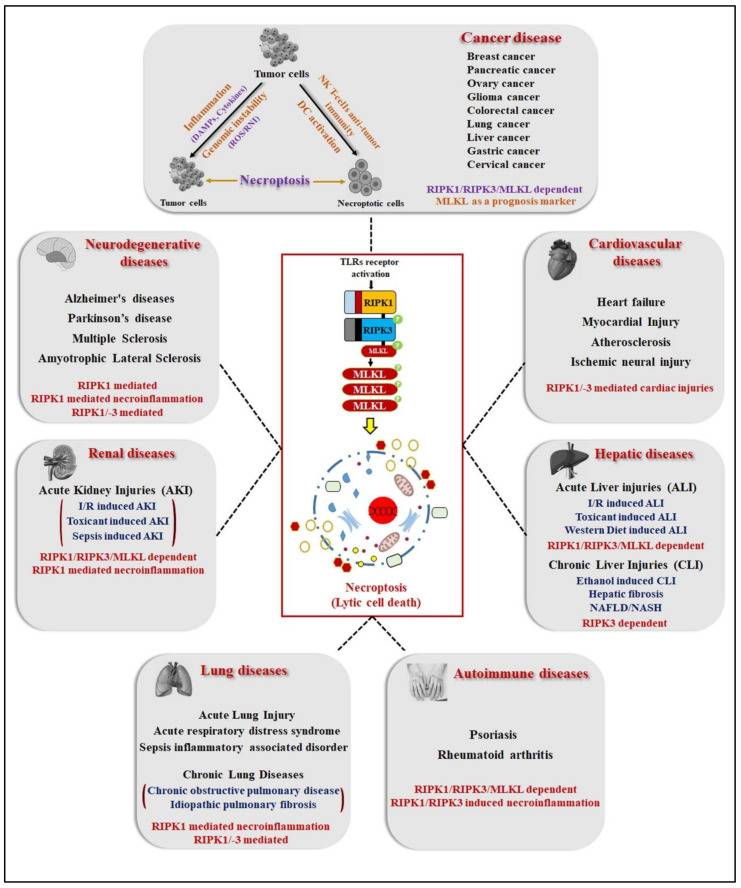 Cancer disease
Breast cancer
Pancreatic cancer
Ovary cancer
Glioma cancer
Colorectal cancer
Lung cancer
Liver cancer
Gastric cancer
Cervical cancer
RIPK1/RIPK3/MLKL dependent
MLKL as a prognosis marker
Tumor cells
Inflammation
(DAMPs, Cytokines)
Genomic instability
(ROS/RNI)
NK T-cells anti-tumor
immunity
DC activation
Necroptosis
Tumor cells
Necroptotic cells
Neurodegenerative
diseases
Alzheimer's diseases
Parkinson's disease
Multiple Sclerosis
Amyotrophic Lateral Sclerosis
RIPK1 mediated
RIPK1 mediated necroinflammation
RIPK1/-3 mediated
TLRs receptor
activation
RIPK1
RIPK3
P
P
MLKL
P
MLKL
P
MLKL
P
MLKL
P
Necroptosis
(Lytic cell death)
Cardiovascular
diseases
Heart failure
Myocardial Injury
Atherosclerosis
Ischemic neural injury
RIPK1/-3 mediated cardiac injuries
Renal diseases
Acute Kidney Injuries (AKI)
I/R induced AKI
Toxicant induced AKI
Sepsis induced AKI
RIPK1/RIPK3/MLKL dependent
RIPK1 mediated necroinflammation
Hepatic diseases
Acute Liver injuries (ALI)
I/R induced ALI
Toxicant induced ALI
Western Diet induced ALI
RIPK1/RIPK3/MLKL dependent
Chronic Liver Injuries (CLI)
Ethanol induced CLI
Hepatic fibrosis
NAFLD/NASH
RIPK3 dependent
Lung diseases
Acute Lung Injury
Acute respiratory distress syndrome
Sepsis inflammatory associated disorder
Chronic Lung Diseases
Chronic obstructive pulmonary disease
Idiopathic pulmonary fibrosis
RIPK1 mediated necroinflammation
RIPK1/-3 mediated
Autoimmune diseases
Psoriasis
Rheumatoid arthritis
RIPK1/RIPK3/MLKL dependent
RIPK1/RIPK3 induced necroinflammation